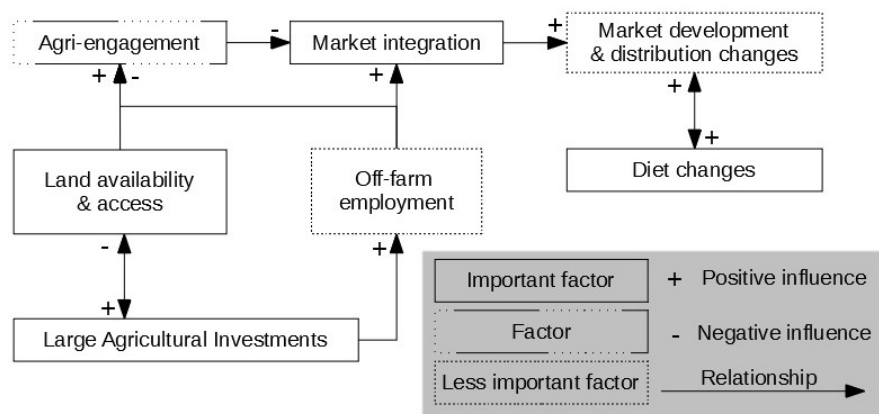 Agri-engagement
-
Market integration
+
Market development
& distribution changes
+ -
+
+
+
Diet changes
Land availability
& access
Off-farm
employment
-
+
+
Large Agricultural Investments
Important factor
+ Positive influence
Factor
- Negative influence
Less important factor
Relationship